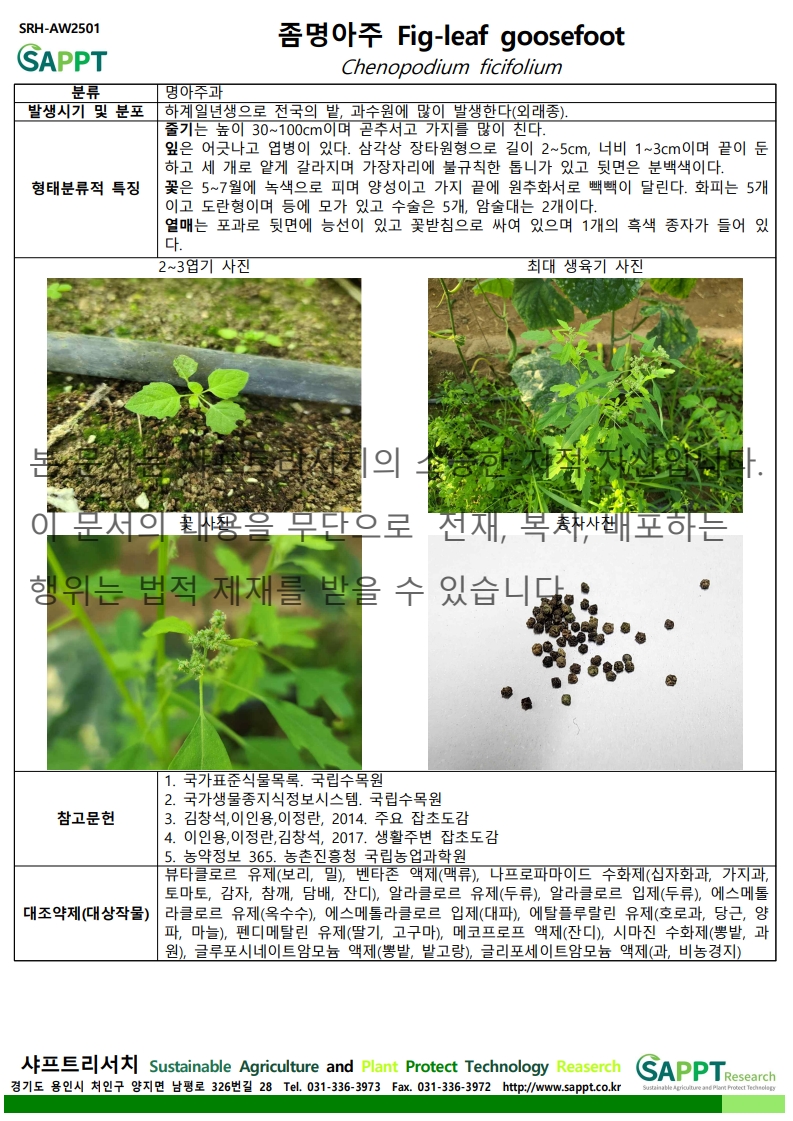 SRH-AW2501
좀명아주 Fig-leaf goosefoot
SAPPT
Chenopodium ficifolium
분류 명아주과
발생시기 및 분포 하계일년생으로 전국의 밭, 과수원에 많이 발생한다(외래종).
형태분류적 특징
줄기는 높이 30~100cm이며 곧추서고 가지를 많이 친다.
잎은 어긋나고 엽병이 있다. 삼각상 장타원형으로 길이 2~5cm, 너비 1~3cm이며 끝이 둔
하고 세 개로 얕게 갈라지며 가장자리에 불규칙한 톱니가 있고 뒷면은 분백색이다.
꽃은 5~7월에 녹색으로 피며 양성이고 가지 끝에 원추화서로 빽빽이 달린다. 화피는 5개
이고 도란형이며 등에 모가 있고 수술은 5개, 암술대는 2개이다.
열매는 포과로 뒷면에 능선이 있고 꽃받침으로 싸여 있으며 1개의 흑색 종자가 들어 있
다.
2~3엽기 사진 최대 생육기 사진
본 문서는 샤프트리서치의 소중한 지적 자산입니다.
꽃 사진 종자사진
이 문서의 내용을 무단으로 전재, 복사, 배포하는
행위는 법적 제재를 받을 수 있습니다.
참고문헌
1. 국가표준식물목록. 국립수목원
2. 국가생물종지식정보시스템. 국립수목원
3. 김창석,이인용,이정란, 2014. 주요 잡초도감
4. 이인용,이정란,김창석, 2017. 생활주변 잡초도감
5. 농약정보 365. 농촌진흥청 국립농업과학원
대조약제(대상작물)
뷰타클로르 유제(보리, 밀), 벤타존 액제(맥류), 나프로파마이드 수화제(십자화과, 가지과,
토마토, 감자, 참깨, 담배, 잔디), 알라클로르 유제(두류), 알라클로르 입제(두류), 에스메톨
라클로르 유제(옥수수), 에스메톨라클로르 입제(대파), 에탈플루랄린 유제(호로과, 당근, 양
파, 마늘), 펜디메탈린 유제(딸기, 고구마), 메코프로프 액제(잔디), 시마진 수화제(뽕밭, 과
원), 글루포시네이트암모늄 액제(뽕밭, 밭고랑), 글리포세이트암모늄 액제(과, 비농경지)
샤프트리서치 Sustainable Agriculture and Plant Protect Technology Reaserch
경기도 용인시 처인구 양지면 남평로 326번길 28 Tel. 031-336-3973 Fax. 031-336-3972 http://www.sappt.co.kr
SAPPT Research
Sustainable Agriculture and Plant Protect Technology